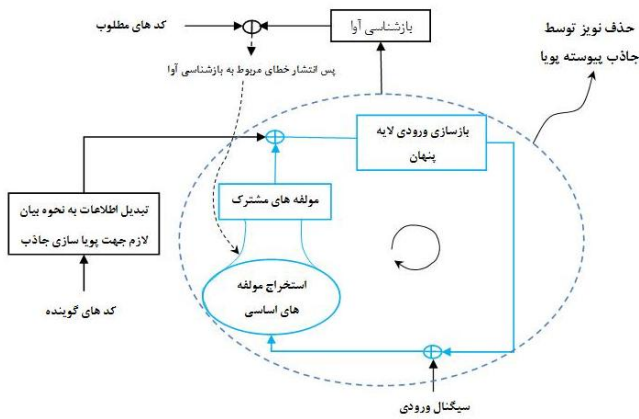 حذف نویز توسط
جاذب پیوسته پویا
بازشناسی آوا
کد های مطلوب
پس انتشار خطای مربوط به بازشناسی آوا
بازسازی ورودی لایه
پنهان
مولفه های مشترک
تبدیل اطلاعات به نحوه بیان
لازم جهت پویا سازی جاذب
استخراج مولفه
های اساسی
کد های گوینده
سیگنال ورودی